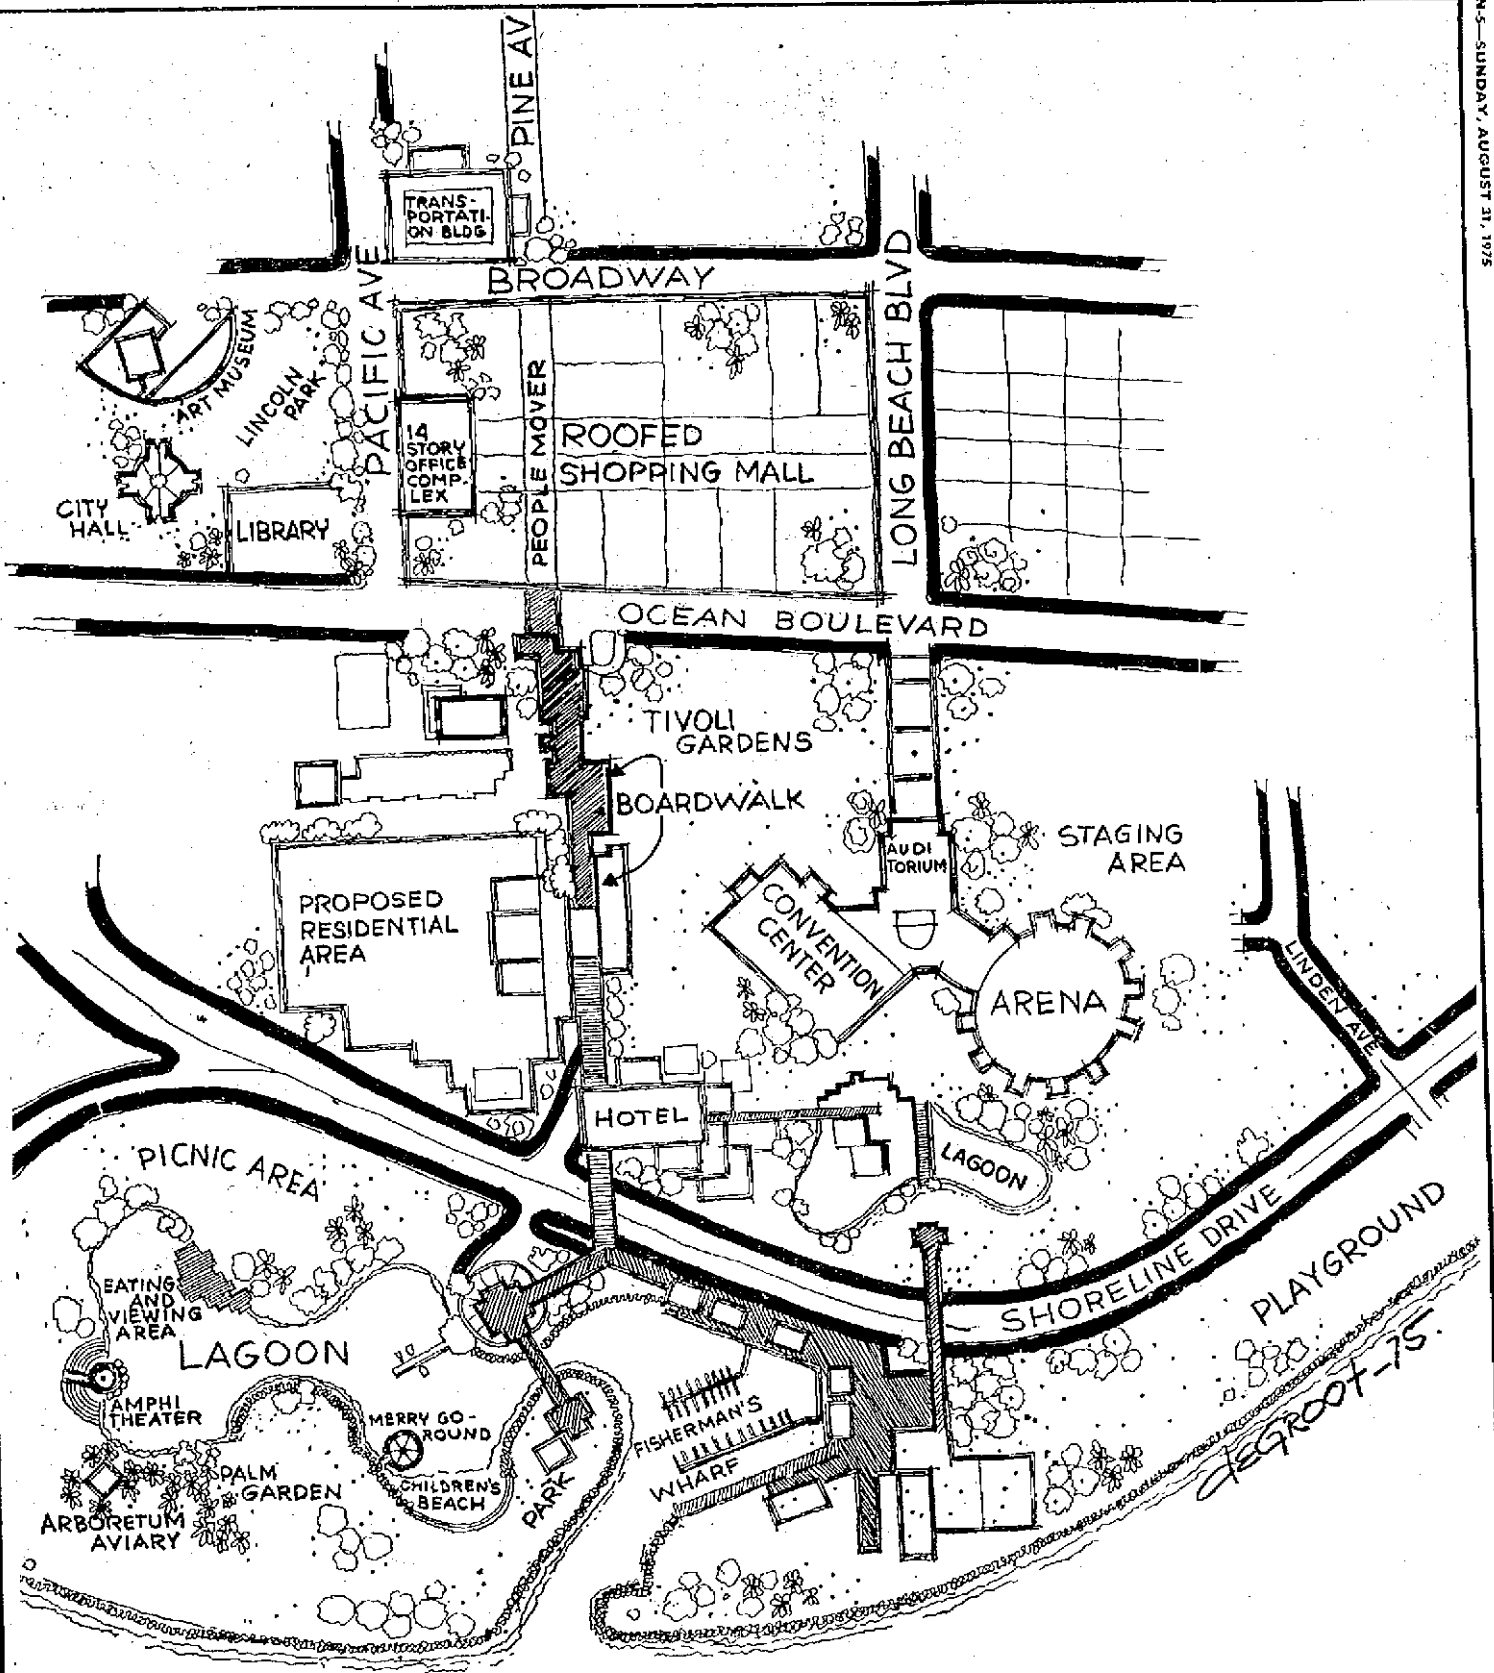 N-5—SUNDAY, AUGUST 31, 1975
PINE AV
TRANS-
PORTATI-
ON BLDG
BROADWAY
PACIFIC AVE
LONG BEACH BLVD
ART MUSEUM
LINCOLN
PARK
PEOPLE MOVER
14
STORY
OFFICE
COMP-
LEX
ROOFED
SHOPPING MALL
CITY
HALL
LIBRARY
OCEAN BOULEVARD
TIVOLI
GARDENS
BOARDWALK
AUDI
TORIUM
STAGING
AREA
PROPOSED
RESIDENTIAL
AREA
CONVENTION
CENTER
ARENA
LINDEN AVE
HOTEL
PICNIC AREA
LAGOON
SHORELINE DRIVE
PLAYGROUND
EATING
AND
VIEWING
AREA
LAGOON
AMPHI
THEATER
MERRY GO-
ROUND
FISHERMAN'S
WHARF
PALM
GARDEN
CHILDREN'S
BEACH
PARK
ARBORETUM
AVIARY
deGROOT-75.